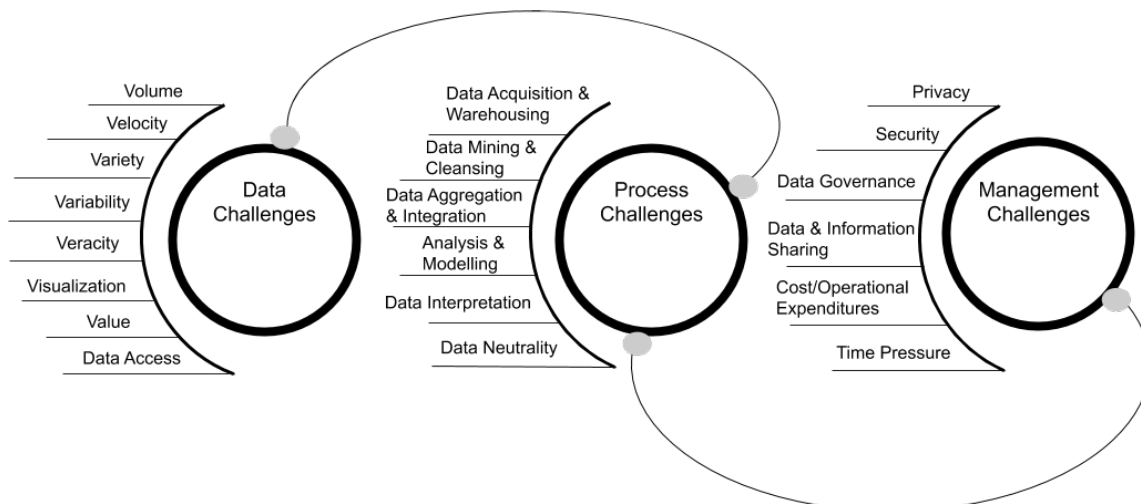 Volume
Velocity
Variety
Variability
Veracity
Visualization
Value
Data Access
Data
Challenges
Data Acquisition &
Warehousing
Data Mining &
Cleansing
Data Aggregation
& Integration
Analysis &
Modelling
Data Interpretation
Data Neutrality
Process
Challenges
Privacy
Security
Data Governance
Data & Information
Sharing
Cost/Operational
Expenditures
Time Pressure
Management
Challenges